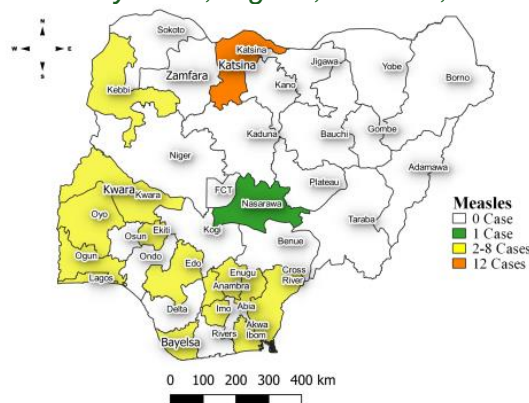 N
W E
S
Sokoto
Katsina
Katsina
Zamfara
Jigawa
Yobe
Borno
Kebbi
Kano
Kaduna
Bauchi
Gombe
Adamawa
Niger
Plateau
FCT
Nasarawa
Taraba
Kwara
Kwara
Oyo
Ekiti
Osun
Kogi
Benue
Ogun
Ondo
Edo
Enugu
Cross
River
Lagos
Anambra
Delta
Imo
Abia
Akwa
Ibom
Rivers
Bayelsa
Measles
0 Case
1 Case
2-8 Cases
12 Cases
0 100 200 300 400 km